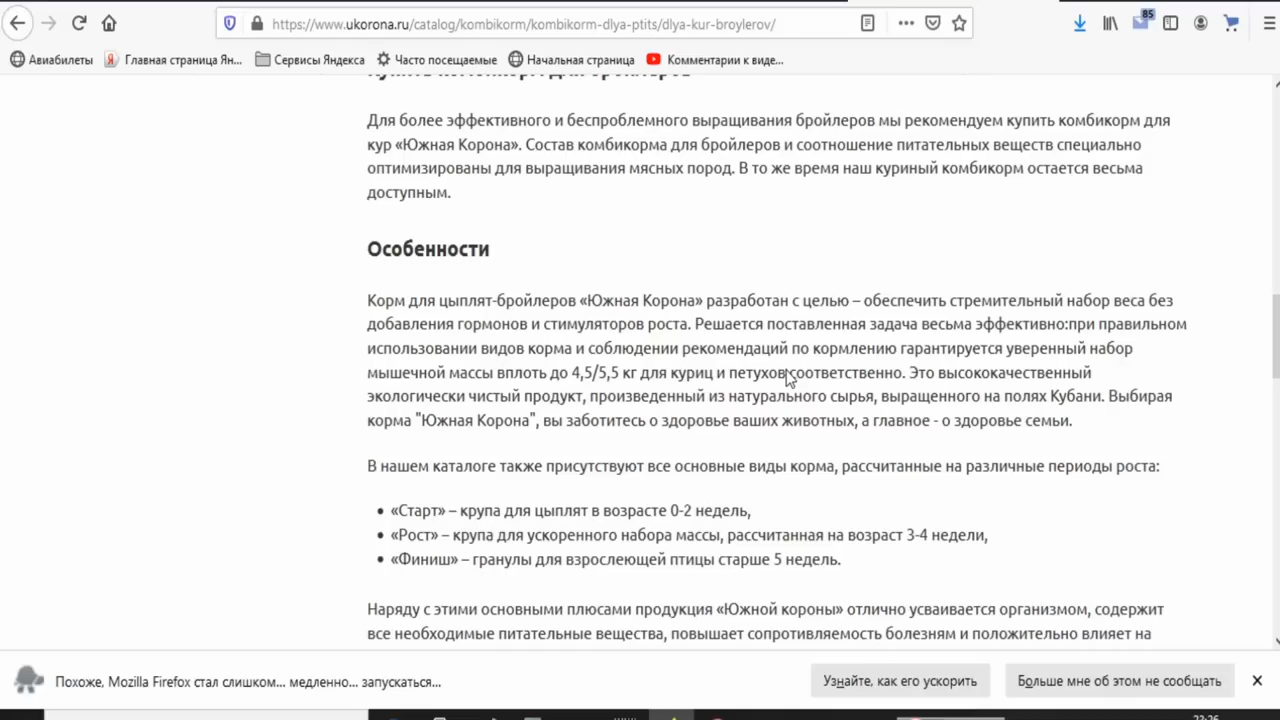 https://www.ukorona.ru/catalog/kombikorm/kombikorm-dlya-ptits/dlya-kur-broylerov/
85
Авиабилеты
Главная страница Ян...
Сервисы Яндекса
Часто посещаемые
Начальная страница
Комментарии к виде...
Для более эффективного и беспроблемного выращивания бройлеров мы рекомендуем купить комбикорм для
кур «Южная Корона». Состав комбикорма для бройлеров и соотношение питательных веществ специально
оптимизированы для выращивания мясных пород. В то же время наш куриный комбикорм остается весьма
доступным.
Особенности
Корм для цыплят-бройлеров «Южная Корона» разработан с целью – обеспечить стремительный набор веса без
добавления гормонов и стимуляторов роста. Решается поставленная задача весьма эффективно:при правильном
использовании видов корма и соблюдении рекомендаций по кормлению гарантируется уверенный набор
мышечной массы вплоть до 4,5/5,5 кг для куриц и петухов соответственно. Это высококачественный
экологически чистый продукт, произведенный из натурального сырья, выращенного на полях Кубани. Выбирая
корма "Южная Корона", вы заботитесь о здоровье ваших животных, а главное - о здоровье семьи.
В нашем каталоге также присутствуют все основные виды корма, рассчитанные на различные периоды роста:
• «Старт» – крупа для цыплят в возрасте 0-2 недель,
• «Рост» – крупа для ускоренного набора массы, рассчитанная на возраст 3-4 недели,
• «Финиш» – гранулы для взрослеющей птицы старше 5 недель.
Наряду с этими основными плюсами продукция «Южной короны» отлично усваивается организмом, содержит
все необходимые питательные вещества, повышает сопротивляемость болезням и положительно влияет на
Похоже, Mozilla Firefox стал слишком... медленно... запускаться...
Узнайте, как его ускорить
Больше мне об этом не сообщать